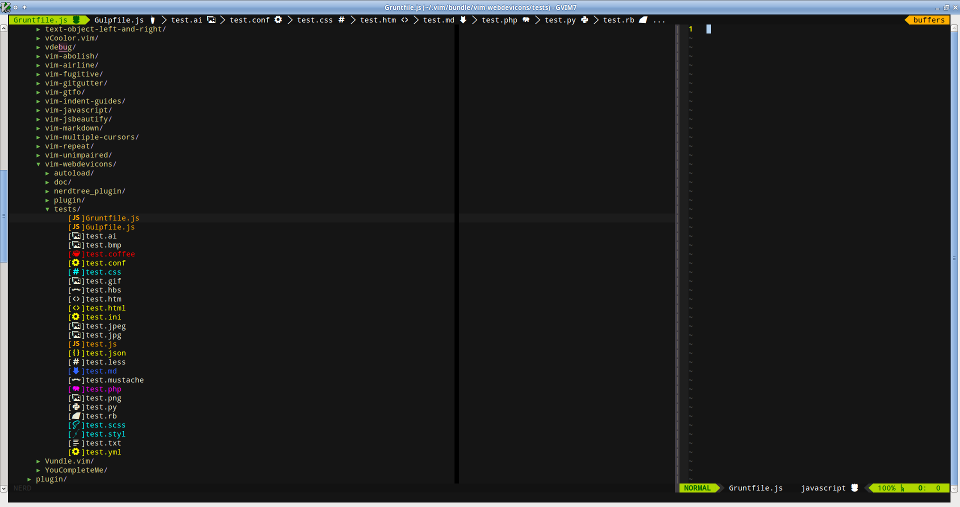 Gruntfile.js (~/.vim/bundle/vim-webdevicons/tests) - GVIM7
Gruntfile.js Gulpfile.js test.ai test.conf test.css test.htm test.md test.php test.py test.rb ... buffers
text-object-left-and-right/
vCoolor.vim/
vdebug/
vim-abolish/
vim-airline/
vim-fugitive/
vim-gitgutter/
vim-gtfo/
vim-indent-guides/
vim-javascript/
vim-jsbeautify/
vim-markdown/
vim-multiple-cursors/
vim-repeat/
vim-unimpaired/
vim-webdevicons/
autoload/
doc/
nerdtree_plugin/
plugin/
tests/
[JS]Gruntfile.js
[JS]Gulpfile.js
[]test.ai
[]test.bmp
[]test.coffee
[]test.conf
[#]test.css
[]test.gif
[]test.hbs
[<>]test.htm
[<>]test.html
[]test.ini
[]test.jpeg
[]test.jpg
[JS]test.js
[{}]test.json
[#]test.less
[]test.md
[]test.mustache
[]test.php
[]test.png
[]test.py
[]test.rb
[]test.scss
[]test.styl
[]test.txt
[]test.yml
Vundle.vim/
YouCompleteMe/
plugin/
1
NERD
NORMAL Gruntfile.js javascript 100% 0: 0